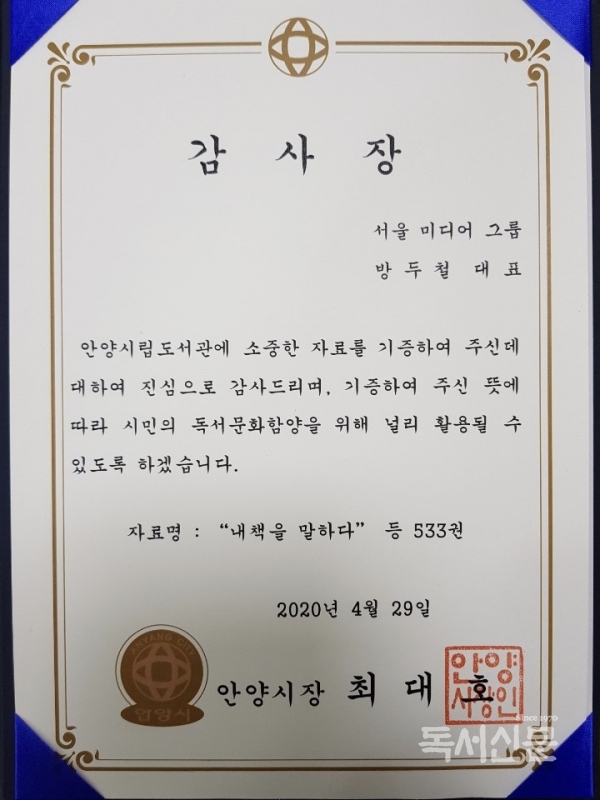 감 사 장
서울 미디어 그룹
방 두 철 대 표
안양시립도서관에 소중한 자료를 기증하여 주신데
대하여 진심으로 감사드리며, 기증하여 주신 뜻에
따라 시민의 독서문화함양을 위해 널리 활용될 수
있도록 하겠습니다.
자료명 : “내책을 말하다” 등 533권
2020년 4월 29일
ANYANG CITY
안양시
안양시장 최 대 호
안양
시장인
Since 1970
독서신문